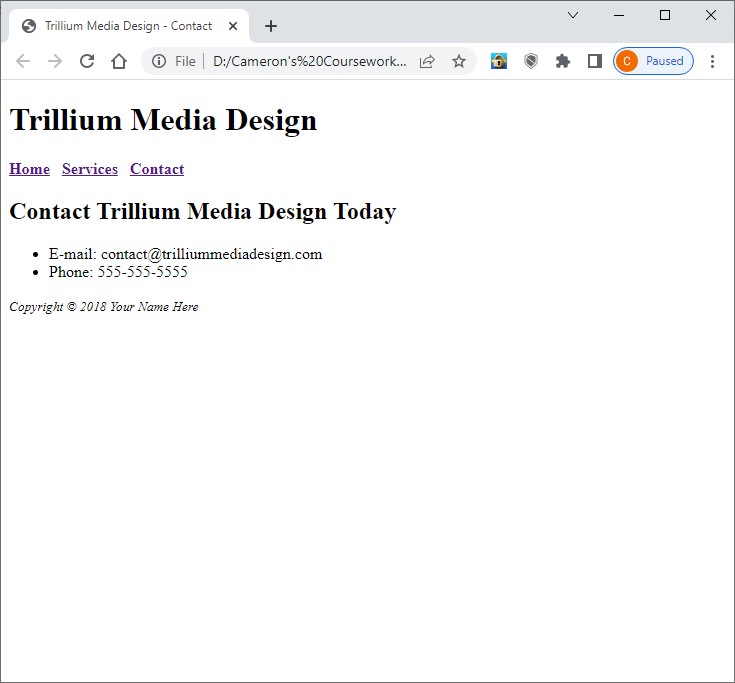 Trillium Media Design - Contact
File D:/Cameron's%20Coursework... C Paused
Trillium Media Design
Home Services Contact
Contact Trillium Media Design Today
E-mail: contact@trilliummediadesign.com
Phone: 555-555-5555
Copyright © 2018 Your Name Here